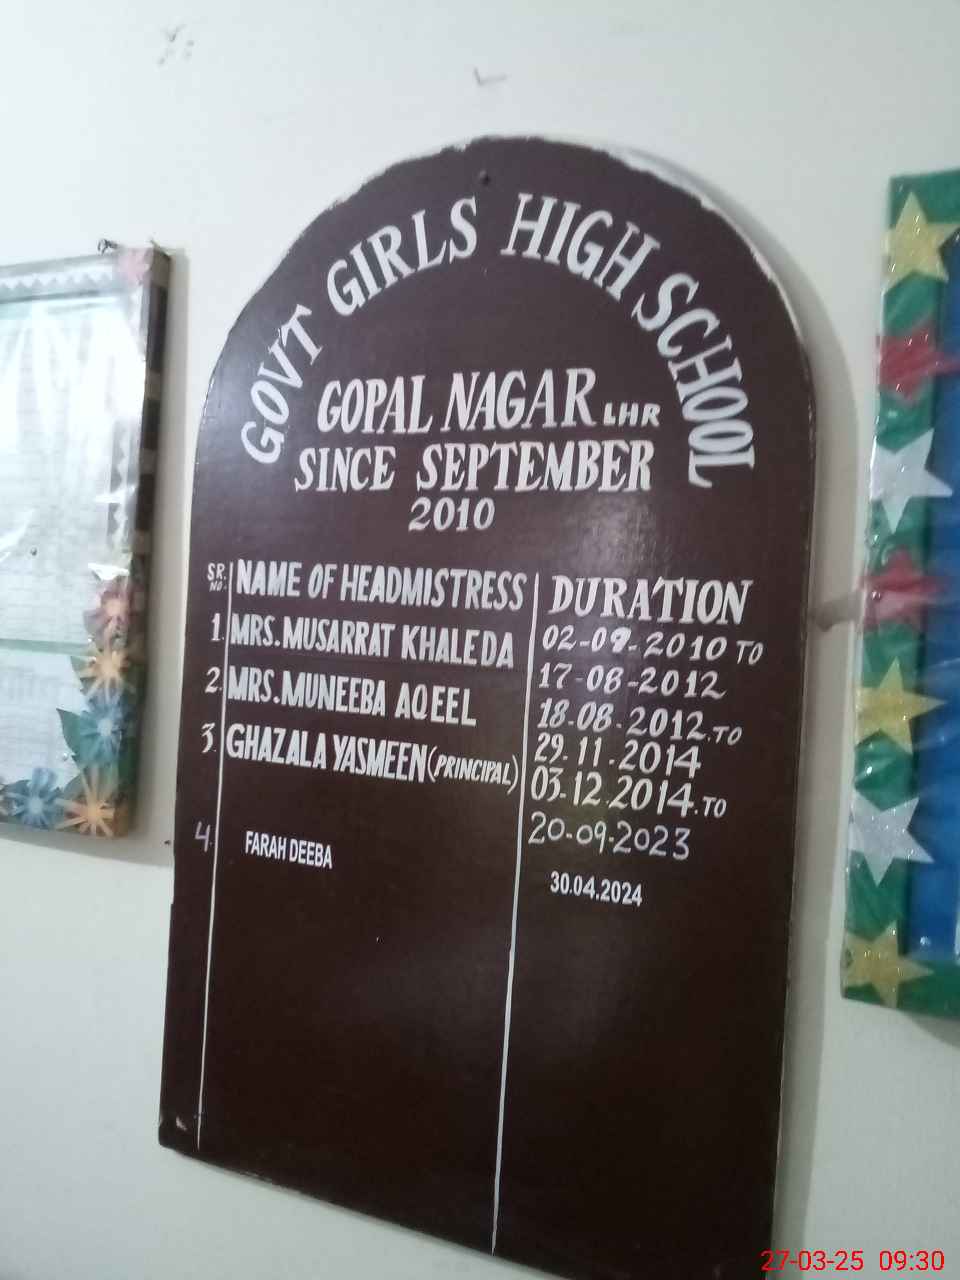 GOVT GIRLS HIGH SCHOOL
GOPAL NAGAR LHR
SINCE SEPTEMBER
2010
SR. NO. NAME OF HEADMISTRESS DURATION
1. MRS. MUSARRAT KHALEDA 02-09-2010 TO
17-08-2012
2. MRS. MUNEEBA AQEEL 18.08.2012. TO
29.11.2014
3. GHAZALA YASMEEN (PRINCIPAL) 03.12.2014. TO
20-09-2023
4. FARAH DEEBA 30.04.2024
27-03-25 09:30